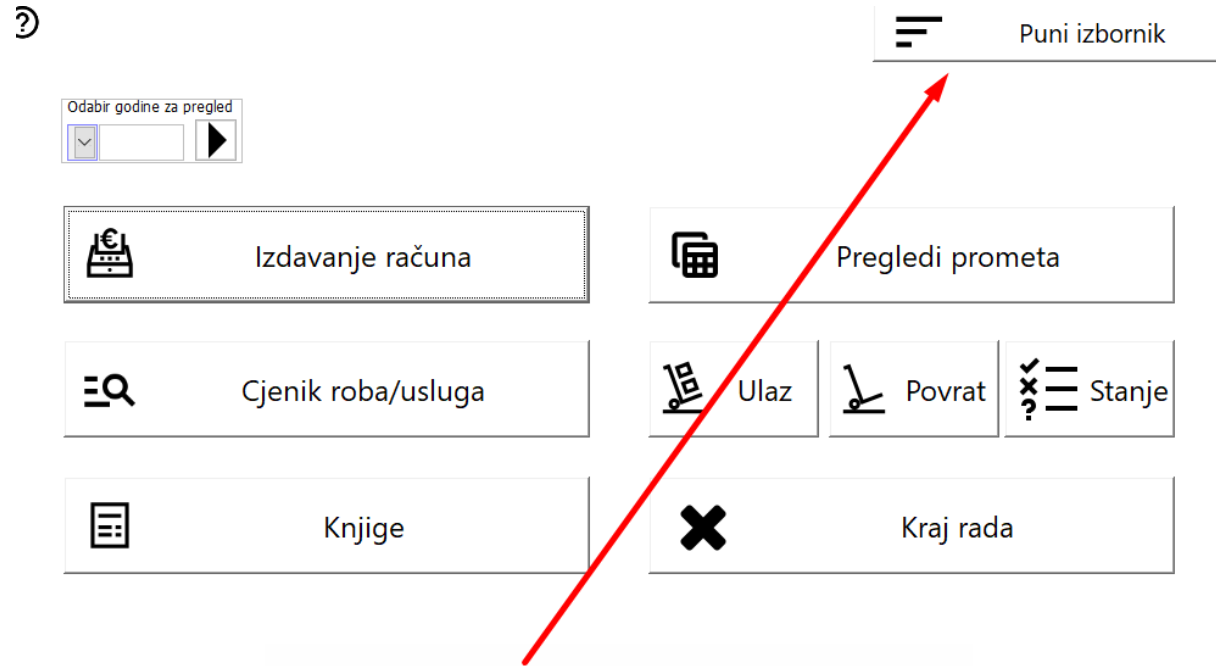 Puni izbornik
Odabir godine za pregled
Izdavanje računa
Pregledi prometa
Cjenik roba/usluga
Ulaz
Povrat
Stanje
Knjige
Kraj rada